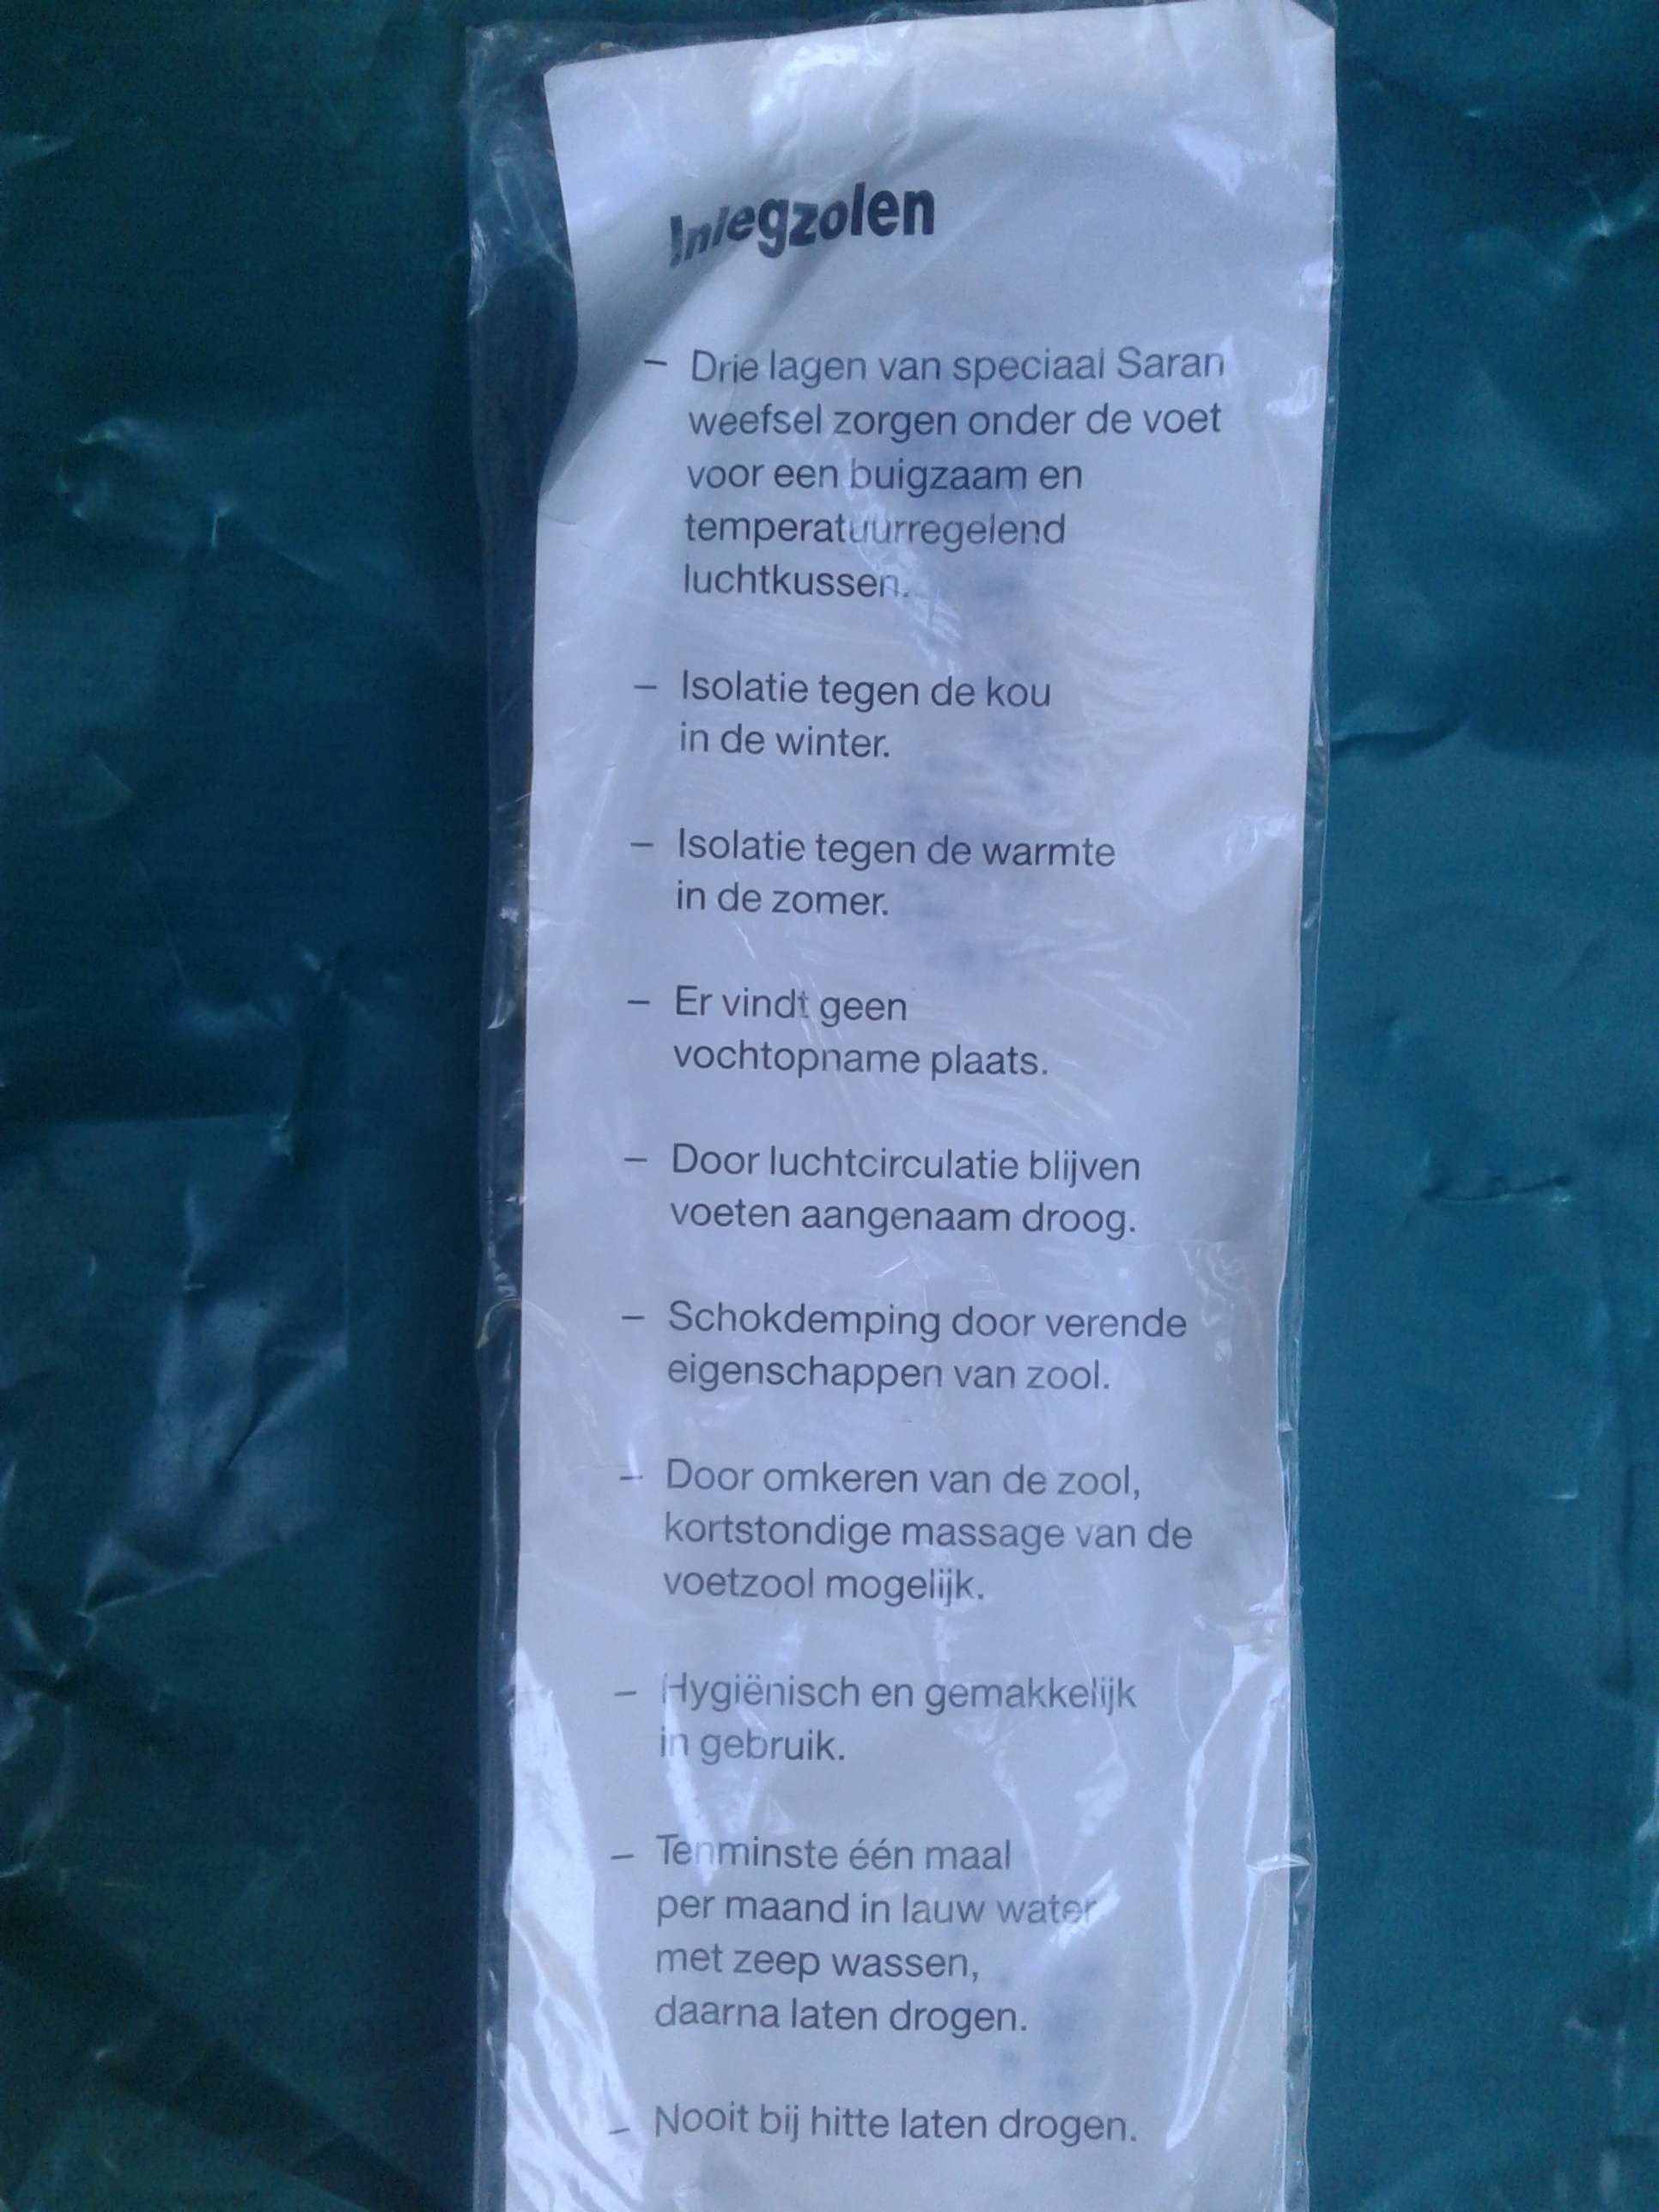 Inlegzolen
– Drie lagen van speciaal Saran
weefsel zorgen onder de voet
voor een buigzaam en
temperatuurregelend
luchtkussen.
– Isolatie tegen de kou
in de winter.
– Isolatie tegen de warmte
in de zomer.
– Er vindt geen
vochtopname plaats.
– Door luchtcirculatie blijven
voeten aangenaam droog.
– Schokdemping door verende
eigenschappen van zool.
– Door omkeren van de zool,
kortstondige massage van de
voetzool mogelijk.
– Hygiënisch en gemakkelijk
in gebruik.
– Tenminste één maal
per maand in lauw water
met zeep wassen,
daarna laten drogen.
– Nooit bij hitte laten drogen.